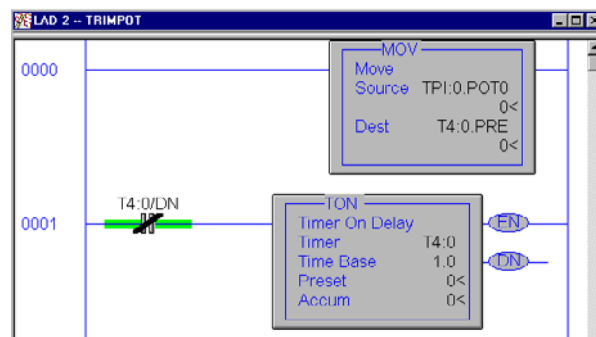 LAD 2 -- TRIMPOT
0000
MOV
Move
Source TPI:0.POT0
0<
Dest T4:0.PRE
0<
T4:0/DN
0001
TON
Timer On Delay
Timer T4:0
Time Base 1.0
Preset 0<
Accum 0<
EN
DN